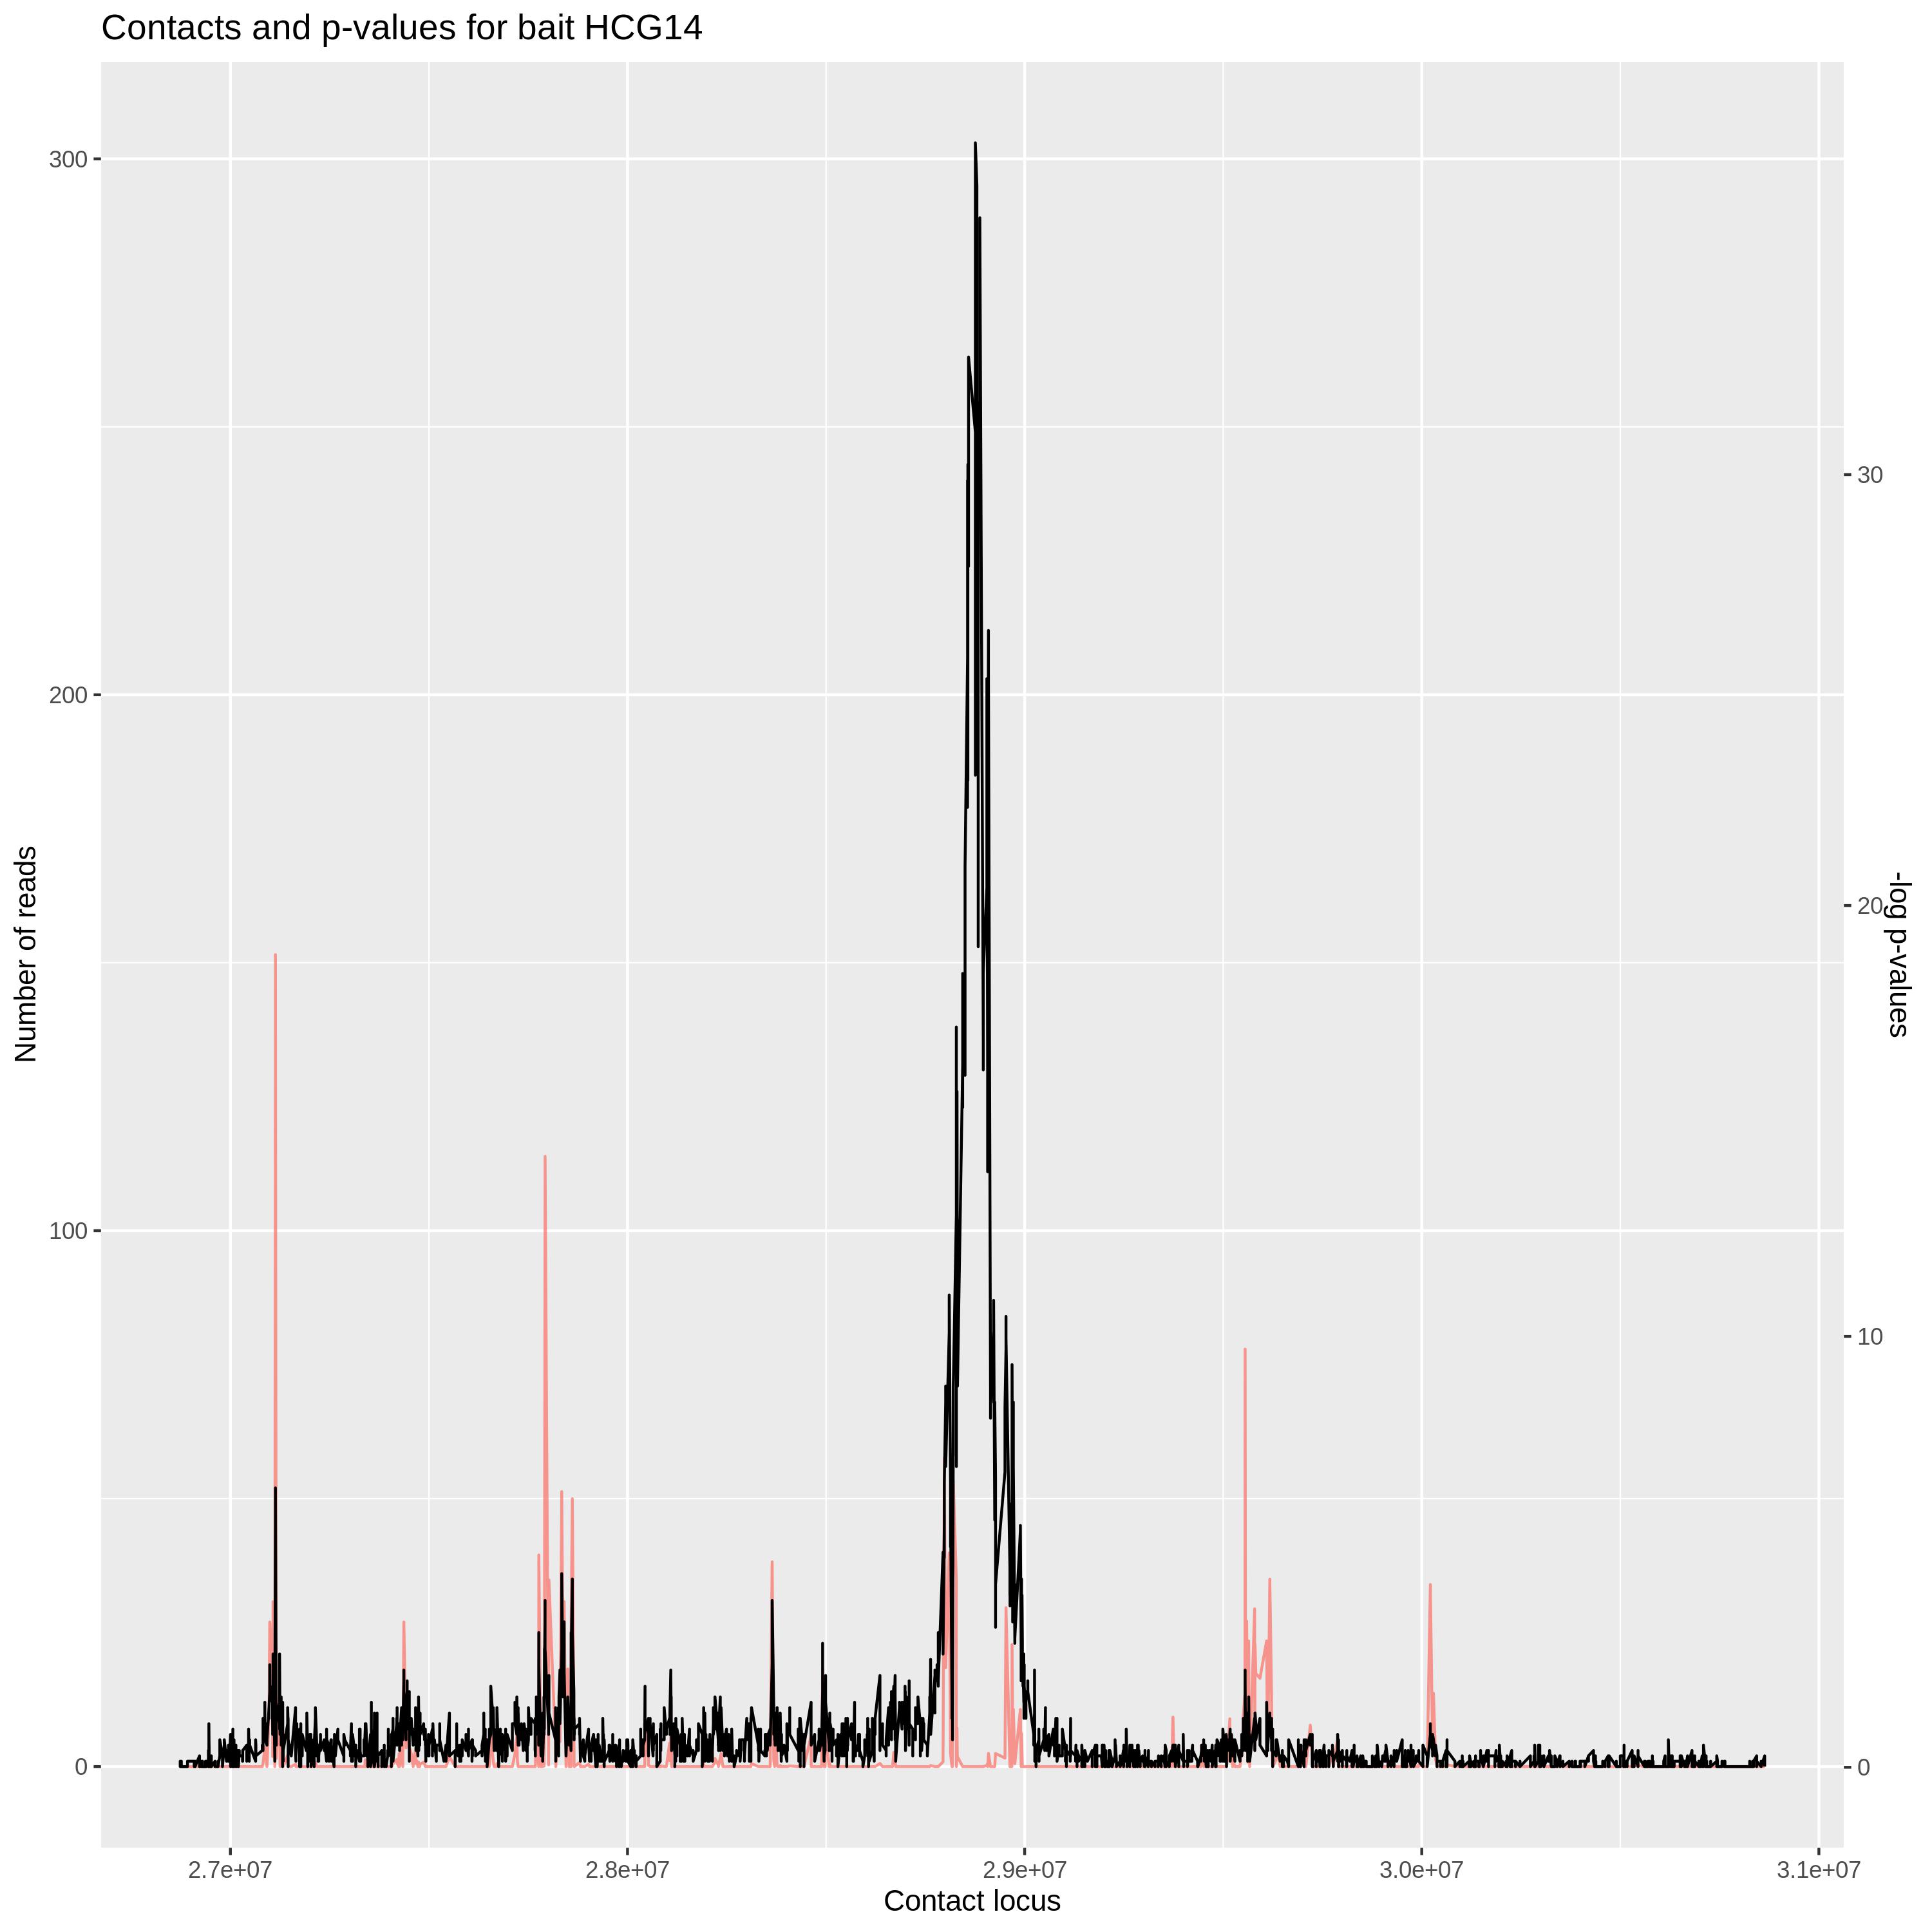 Contacts and p-values for bait HCG14
300
200
100
0
Number of reads
30
20
10
0
-log p-values
2.7e+07 2.8e+07 2.9e+07 3.0e+07 3.1e+07
Contact locus